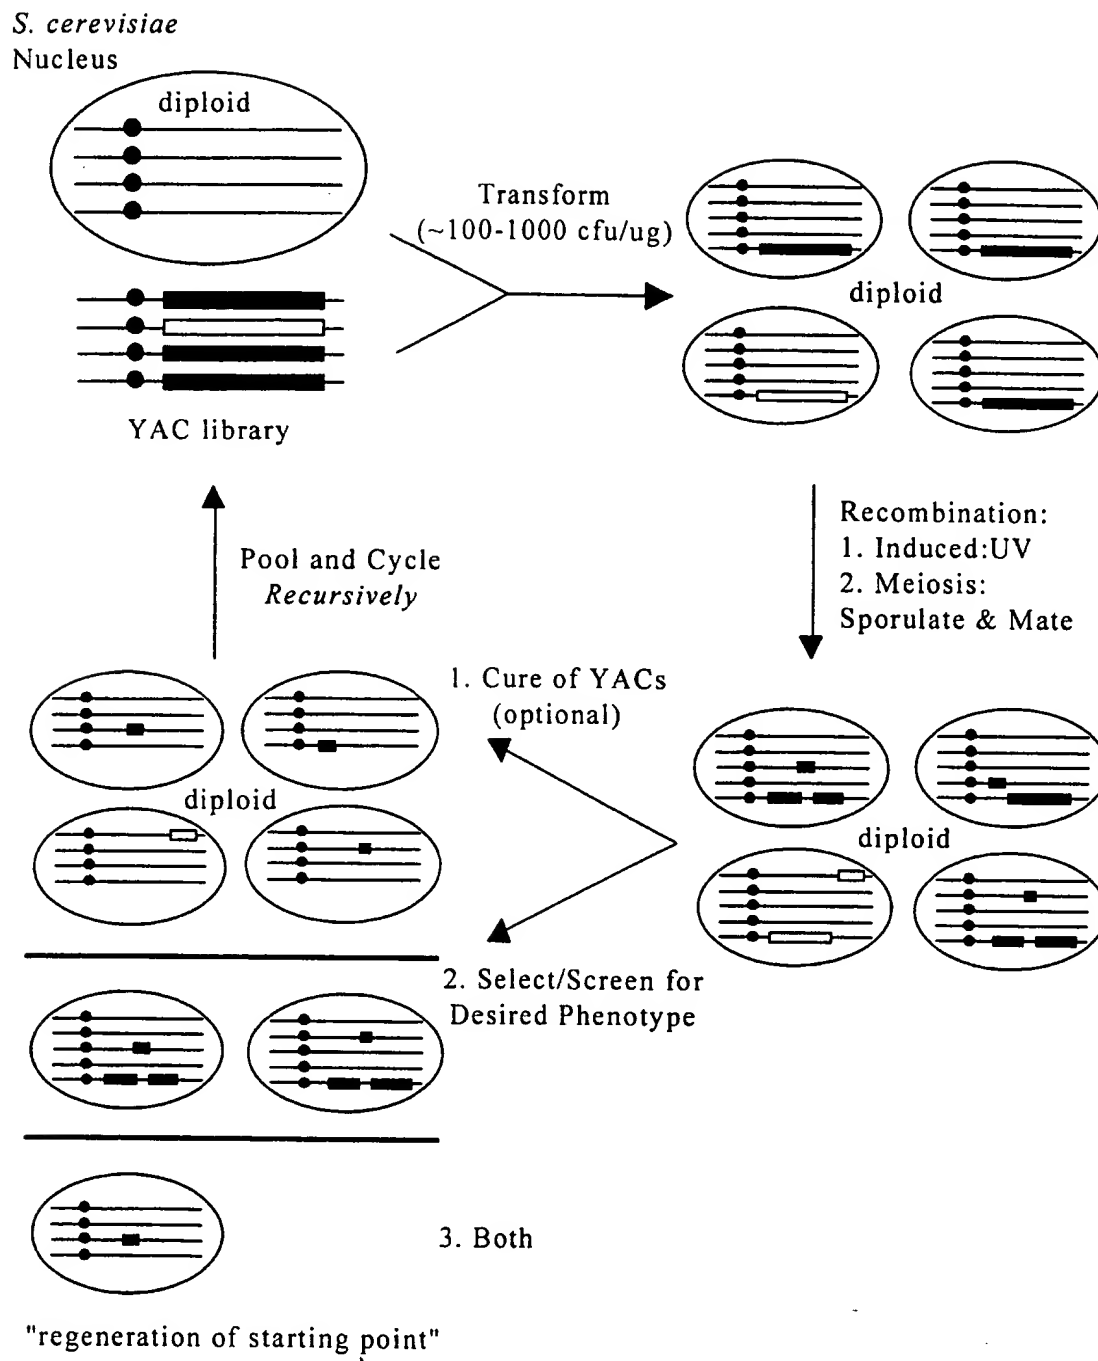 S. cerevisiae
Nucleus
diploid
YAC library
Transform
(~100-1000 cfu/ug)
diploid
Recombination:
1. Induced:UV
2. Meiosis:
Sporulate & Mate
diploid
1. Cure of YACs
(optional)
2. Select/Screen for
Desired Phenotype
3. Both
Pool and Cycle
Recursively
diploid
"regeneration of starting point"